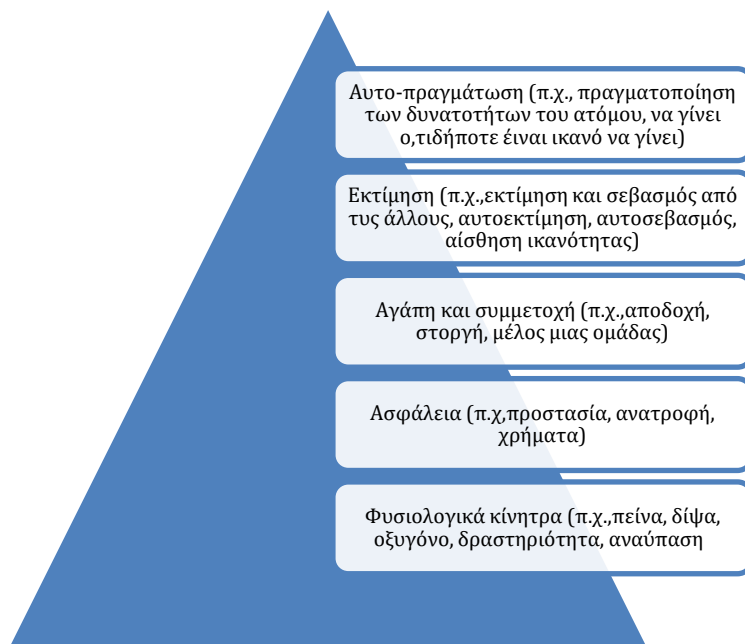 Αυτο-πραγμάτωση (π.χ., πραγματοποίηση
των δυνατοτήτων του ατόμου, να γίνει
ο,τιδήποτε έιναι ικανό να γίνει)
Εκτίμηση (π.χ.,εκτίμηση και σεβασμός από
τυς άλλους, αυτοεκτίμηση, αυτοσεβασμός,
αίσθηση ικανότητας)
Αγάπη και συμμετοχή (π.χ.,αποδοχή,
στοργή, μέλος μιας ομάδας)
Ασφάλεια (π.χ,προστασία, ανατροφή,
χρήματα)
Φυσιολογικά κίνητρα (π.χ.,πείνα, δίψα,
οξυγόνο, δραστηριότητα, αναύπαση